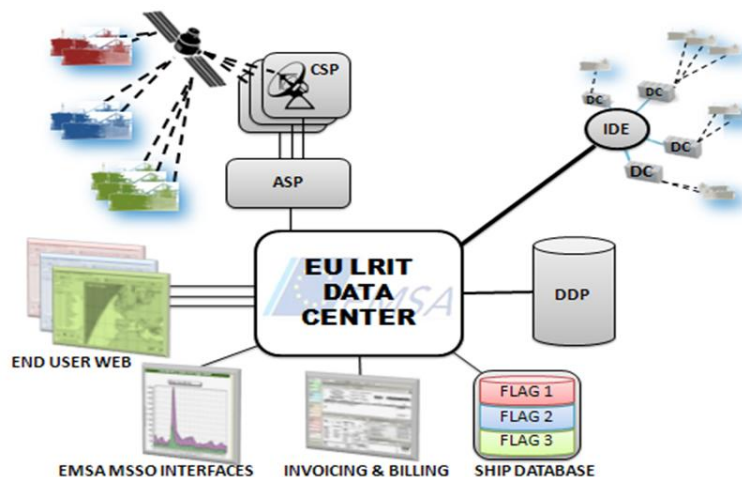 CSP
DC
DC
IDE
DC
DC
ASP
EU LRIT
DATA
CENTER
EMSA
DDP
END USER WEB
FLAG 1
FLAG 2
FLAG 3
EMSA MSSO INTERFACES
INVOICING & BILLING
SHIP DATABASE